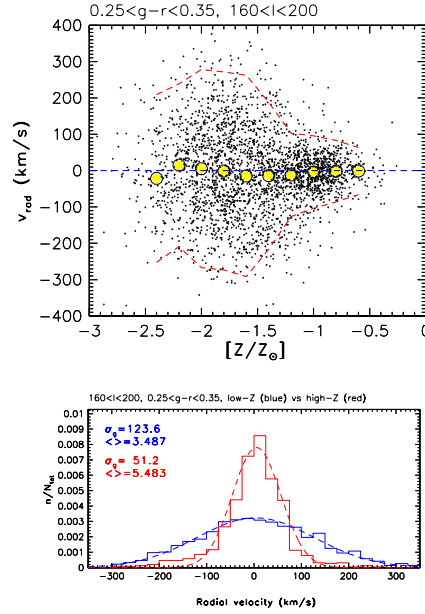 0.25<g-r<0.35, 160<l<200
400
300
200
100
0
-100
-200
-300
-400
v_rad (km/s)
-3 -2.5 -2 -1.5 -1 -0.5 0
[Z/Z⊙]
160<l<200, 0.25<g-r<0.35, low-Z (blue) vs high-Z (red)
0.01
0.009
0.008
0.007
0.006
0.005
0.004
0.003
0.002
0.001
0
n/N_tot
σ_g=123.6
<>=3.487
σ_g= 51.2
<>=5.483
-300 -200 -100 0 100 200 300
Radial velocity (km/s)